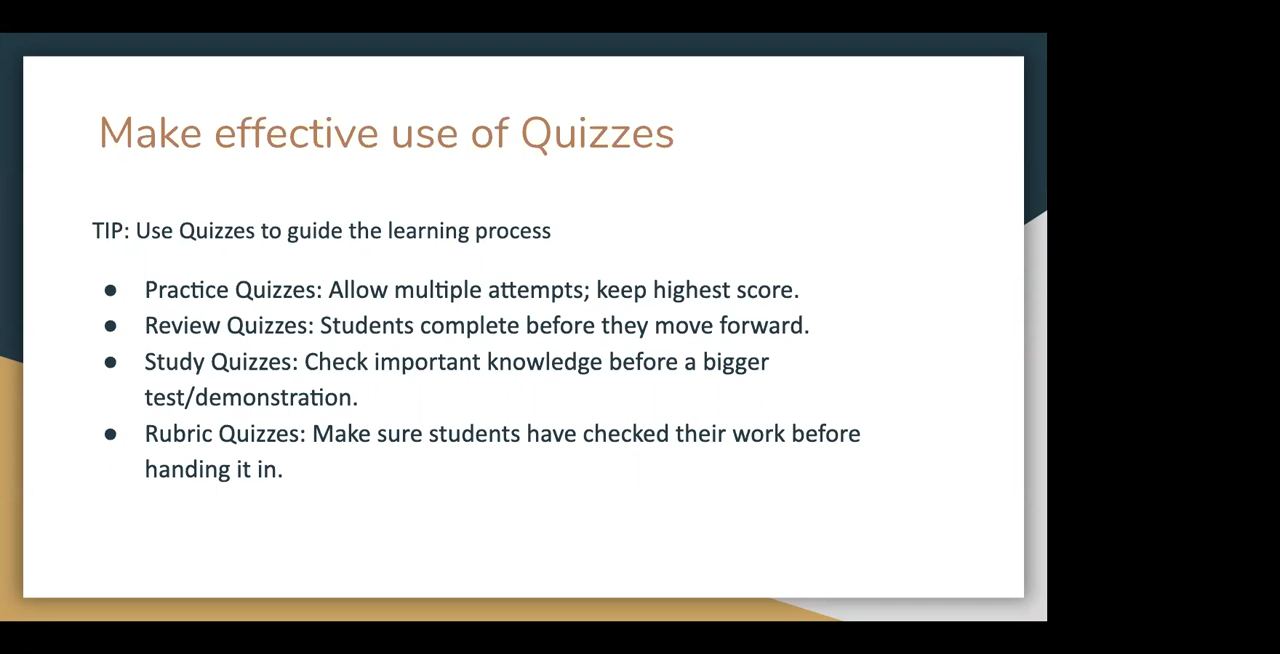 Make effective use of Quizzes
TIP: Use Quizzes to guide the learning process
● Practice Quizzes: Allow multiple attempts; keep highest score.
● Review Quizzes: Students complete before they move forward.
● Study Quizzes: Check important knowledge before a bigger
test/demonstration.
● Rubric Quizzes: Make sure students have checked their work before
handing it in.